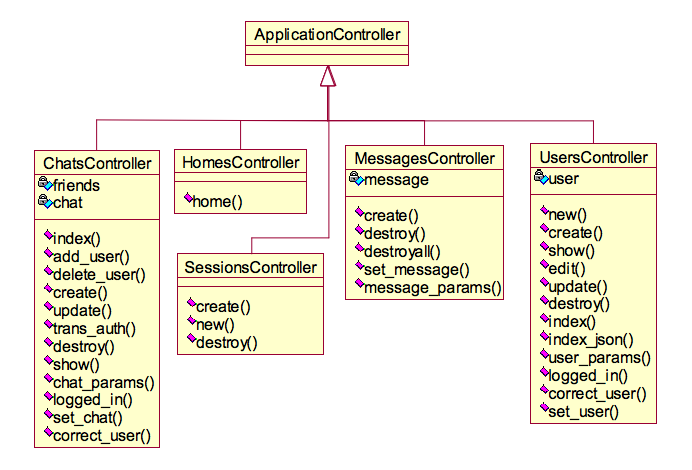 ApplicationController
ChatsController
friends
chat
index()
add_user()
delete_user()
create()
update()
trans_auth()
destroy()
show()
chat_params()
logged_in()
set_chat()
correct_user()
HomesController
home()
SessionsController
create()
new()
destroy()
MessagesController
message
create()
destroy()
destroyall()
set_message()
message_params()
UsersController
user
new()
create()
show()
edit()
update()
destroy()
index()
index_json()
user_params()
logged_in()
correct_user()
set_user()